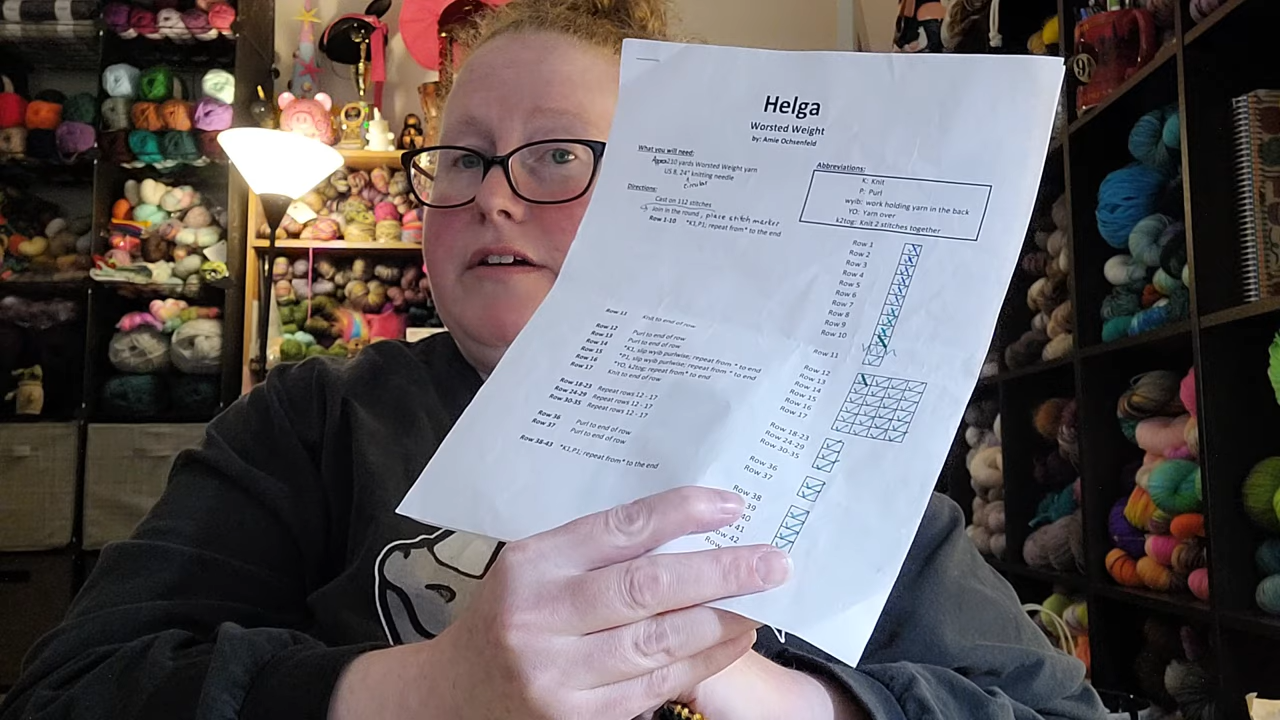 Helga
Worsted Weight
by: Amie Ochsenfeld
What you will need:
210 yards Worsted Weight yarn
US 8, 24" knitting needle
circular
Directions:
Cast on 112 stitches
Join in the round, place stitch marker
Row 1-10 *K1,P1; repeat from* to the end
Row 11 Knit to end of row
Row 12 Purl to end of row
Row 13 Purl to end of row
Row 14 *K1, slip wyib purlwise; repeat from * to end
Row 15 *P1, slip wyib purlwise; repeat from * to end
Row 16 *YO, k2tog; repeat from* to end
Row 17 Knit to end of row
Row 18-23 Repeat rows 12 - 17
Row 24-29 Repeat rows 12 - 17
Row 30-35 Repeat rows 12 - 17
Row 36 Purl to end of row
Row 37 Purl to end of row
Row 38-43 *K1,P1; repeat from* to the end
Abbreviations:
K: Knit
P: Purl
wyib: work holding yarn in the back
YO: Yarn over
k2tog: Knit 2 stitches together
Row 1
Row 2
Row 3
Row 4
Row 5
Row 6
Row 7
Row 8
Row 9
Row 10
Row 11
Row 12
Row 13
Row 14
Row 15
Row 16
Row 17
Row 18-23
Row 24-29
Row 30-35
Row 36
Row 37
Row 38
39
40
41
Row 42